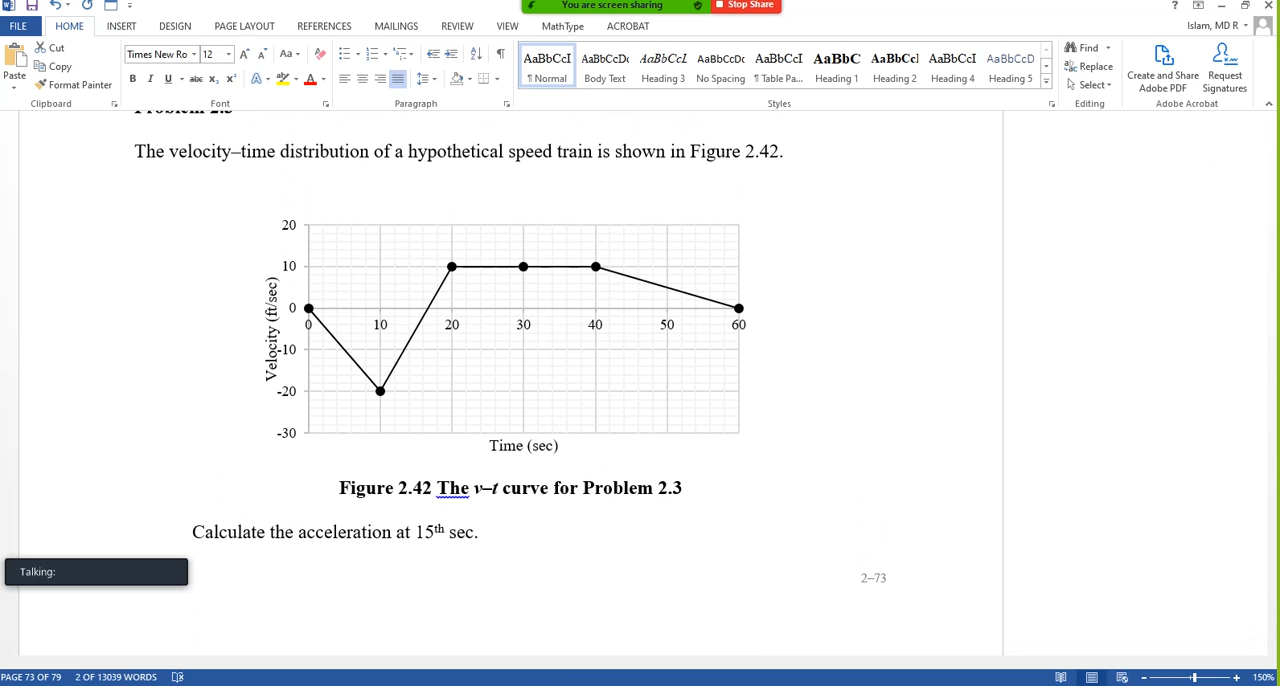 You are screen sharing Stop Share
?
FILE HOME INSERT DESIGN PAGE LAYOUT REFERENCES MAILINGS REVIEW VIEW MathType ACROBAT Islam, MD R
Paste
Cut
Copy
Format Painter
Times New Ro 12
Aa
B I U abc X₂ X² A ab A
AaBbCcI AaBbCcDc AaBbCcI AaBbCcDc AaBbCcI AaBbC AaBbCcl AaBbCcI AaBbCcD
¶ Normal Body Text Heading 3 No Spacing ¶ Table Pa... Heading 1 Heading 2 Heading 4 Heading 5
Find
Replace
Select
Create and Share Adobe PDF
Request Signatures
Clipboard Font Paragraph Styles Editing Adobe Acrobat
The velocity–time distribution of a hypothetical speed train is shown in Figure 2.42.
20
10
0
-10
-20
-30
Velocity (ft/sec)
0 10 20 30 40 50 60
Time (sec)
Figure 2.42 The v–t curve for Problem 2.3
Calculate the acceleration at 15th sec.
Talking:
2–73
PAGE 73 OF 79 2 OF 13039 WORDS 150%